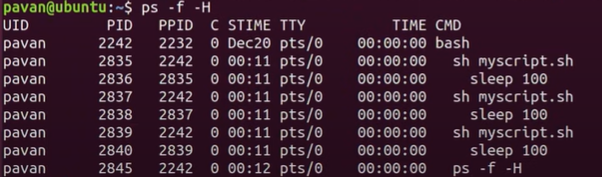 pavan@ubuntu:~$ ps -f -H
UID        PID  PPID  C STIME TTY          TIME CMD
pavan     2242  2232  0 Dec20 pts/0    00:00:00 bash
pavan     2835  2242  0 00:11 pts/0    00:00:00   sh myscript.sh
pavan     2836  2835  0 00:11 pts/0    00:00:00     sleep 100
pavan     2837  2242  0 00:11 pts/0    00:00:00   sh myscript.sh
pavan     2838  2837  0 00:11 pts/0    00:00:00     sleep 100
pavan     2839  2242  0 00:11 pts/0    00:00:00   sh myscript.sh
pavan     2840  2839  0 00:11 pts/0    00:00:00     sleep 100
pavan     2845  2242  0 00:12 pts/0    00:00:00   ps -f -H